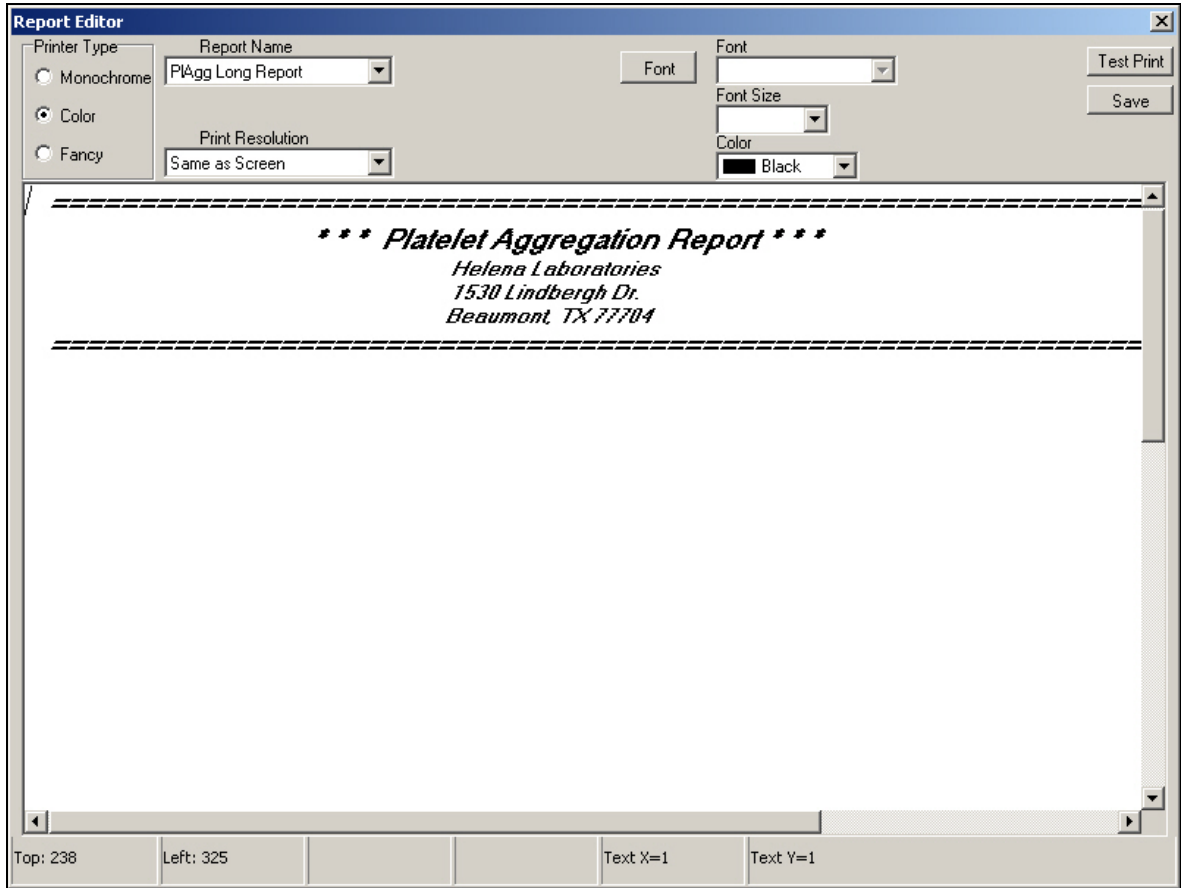 Report Editor
Printer Type
Monochrome
Color
Fancy
Report Name
PlAgg Long Report
Print Resolution
Same as Screen
Font
Font
Font Size
Color
Black
Test Print
Save
==========================================================
* * * Platelet Aggregation Report * * *
Helena Laboratories
1530 Lindbergh Dr.
Beaumont, TX 77704
==========================================================
Top: 238 Left: 325 Text X=1 Text Y=1